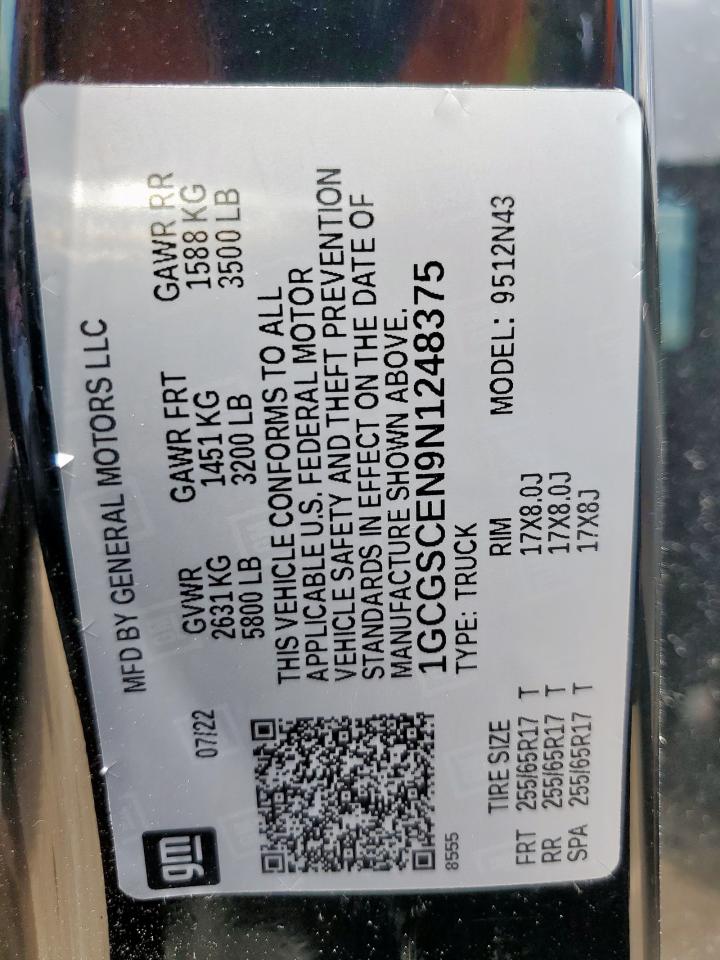 gm
07/22
MFD BY GENERAL MOTORS LLC
GVWR GAWR FRT GAWR RR
2631 KG 1451 KG 1588 KG
5800 LB 3200 LB 3500 LB
THIS VEHICLE CONFORMS TO ALL
APPLICABLE U.S. FEDERAL MOTOR
VEHICLE SAFETY AND THEFT PREVENTION
STANDARDS IN EFFECT ON THE DATE OF
MANUFACTURE SHOWN ABOVE.
1GCGSCEN9N1248375
8555
TYPE: TRUCK
MODEL: 9512N43
TIRE SIZE RIM
FRT 255/65R17 T 17X8.0J
RR 255/65R17 T 17X8.0J
SPA 255/65R17 T 17X8J